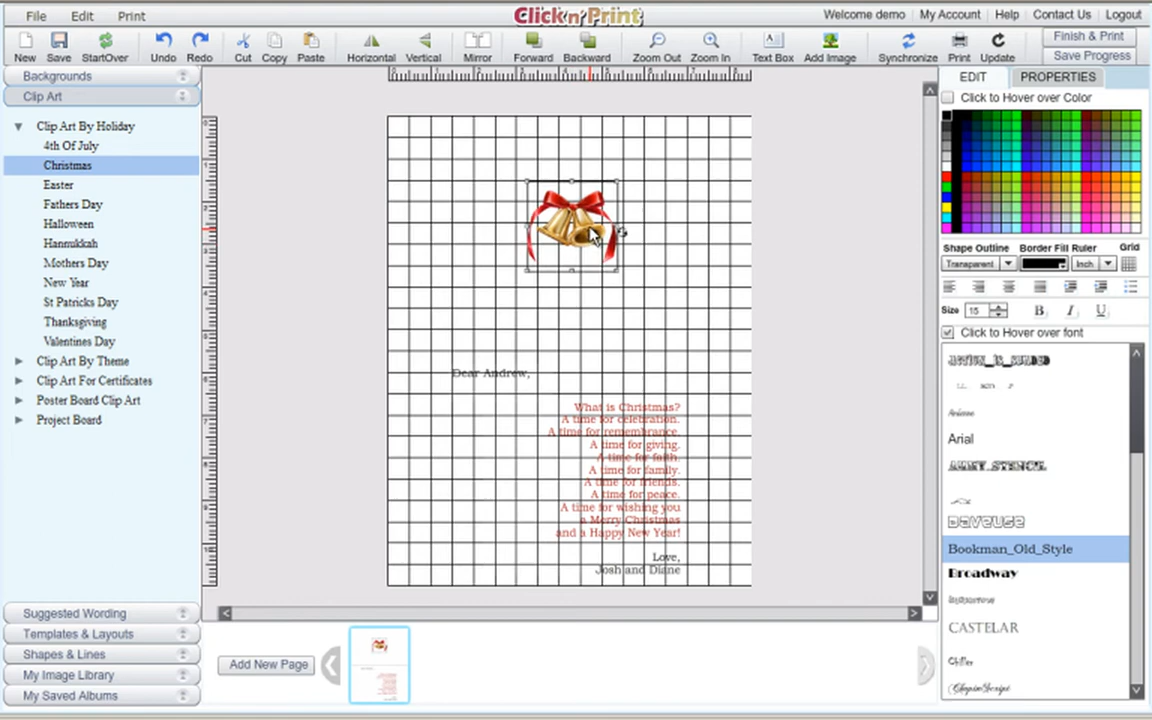 File Edit Print
Click n' Print
Welcome demo My Account Help Contact Us Logout
New Save StartOver Undo Redo Cut Copy Paste Horizontal Vertical Mirror Forward Backward Zoom Out Zoom In Text Box Add Image Synchronize Print Update
Finish & Print
Save Progress
Backgrounds
Clip Art
Clip Art By Holiday
4th Of July
Christmas
Easter
Fathers Day
Halloween
Hannukkah
Mothers Day
New Year
St Patricks Day
Thanksgiving
Valentines Day
Clip Art By Theme
Clip Art For Certificates
Poster Board Clip Art
Project Board
Suggested Wording
Templates & Layouts
Shapes & Lines
My Image Library
My Saved Albums
Dear Andrew,
What is Christmas?
A time for celebration.
A time for remembrance.
A time for giving.
A time for faith.
A time for family.
A time for friends.
A time for peace.
A time for wishing you
a Merry Christmas
and a Happy New Year!
Love,
Josh and Diane
Add New Page
EDIT PROPERTIES
Click to Hover over Color
Shape Outline Border Fill Ruler Grid
Transparent Inch
Size 15 B I U
Click to Hover over font
Arial
ARMY STENCIL
BAVEUSE
Bookman_Old_Style
Broadway
CASTELAR
Chiller
ChopinScript